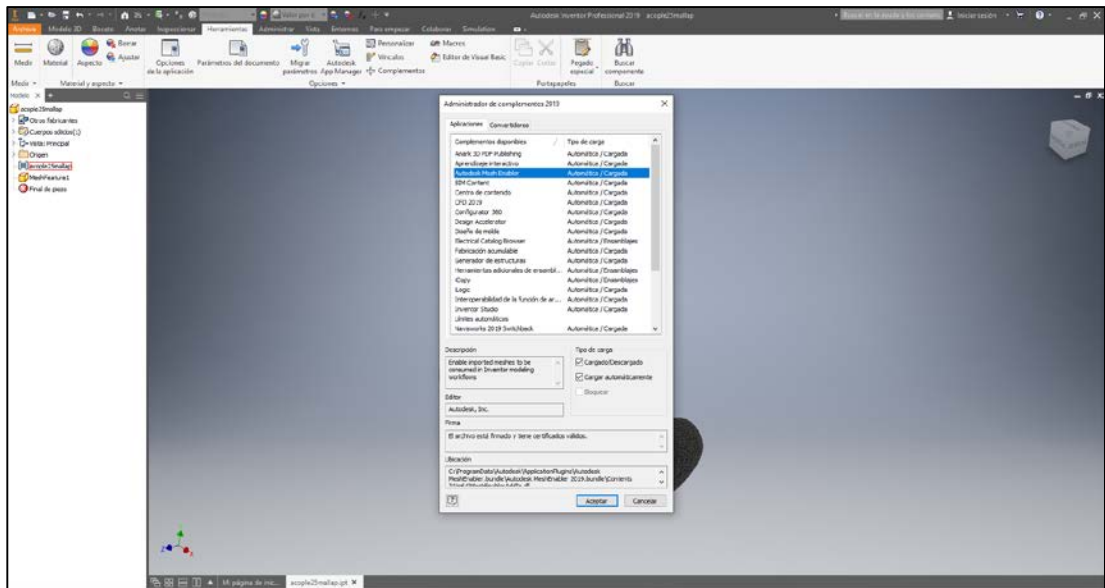 Autodesk Inventor Professional 2019   acople25mallap
Iniciar sesión
Archivo Modelo 3D Boceto Anotar Inspeccionar Herramientas Administrar Vista Entornos Para empezar Colaborar Simulation
Medir Material Aspecto Borrar Ajustar
Opciones de la aplicación
Parámetros del documento
Migrar parámetros
Autodesk App Manager
Personalizar
Vínculos
Complementos
Macros
Editor de Visual Basic
Copiar Cortar
Pegado especial
Buscar componente
Medir
Material y aspecto
Opciones
Portapapeles
Buscar
Modelo
acople25mallap
Otros fabricantes
Cuerpos sólidos(1)
Vista: Principal
Origen
acople25mallap
MeshFeature1
Final de pieza
Administrador de complementos 2019
Aplicaciones Convertidores
Complementos disponibles / Tipo de carga
Anark 3D PDF Publishing Automática / Cargada
Aprendizaje interactivo Automática / Cargada
Autodesk Mesh Enabler Automática / Cargada
BIM Content Automática / Cargada
Centro de contenido Automática / Cargada
CFD 2019 Automática / Cargada
Configurator 360 Automática / Cargada
Design Accelerator Automática / Cargada
Diseño de molde Automática / Cargada
Electrical Catalog Browser Automática / Ensamblajes
Fabricación acumulable Automática / Cargada
Generador de estructuras Automática / Cargada
Herramientas adicionales de ensambl... Automática / Ensamblajes
iCopy Automática / Ensamblajes
iLogic Automática / Cargada
Interoperabilidad de la función de ar... Automática / Cargada
Inventor Studio Automática / Cargada
Límites automáticos
Navisworks 2019 Switchback Automática / Cargada
Descripción
Enable imported meshes to be
consumed in Inventor modeling
workflows
Tipo de carga
Cargado/Descargado
Cargar automáticamente
Bloquear
Editor
Autodesk, Inc.
Firma
El archivo está firmado y tiene certificados válidos.
Ubicación
C:\ProgramData\Autodesk\ApplicationPlugins\Autodesk
MeshEnabler.bundle\Autodesk MeshEnabler 2019.bundle\Contents
Aceptar Cancelar
Mi página de inic... acople25mallap.ipt